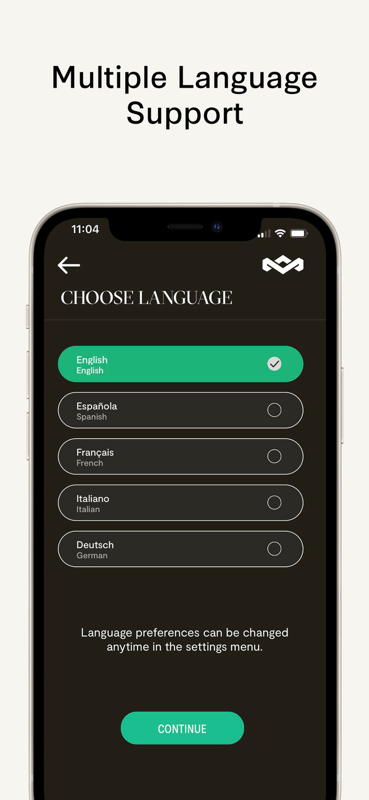 Multiple Language
Support
11:04
CHOOSE LANGUAGE
English
English
Española
Spanish
Français
French
Italiano
Italian
Deutsch
German
Language preferences can be changed
anytime in the settings menu.
CONTINUE